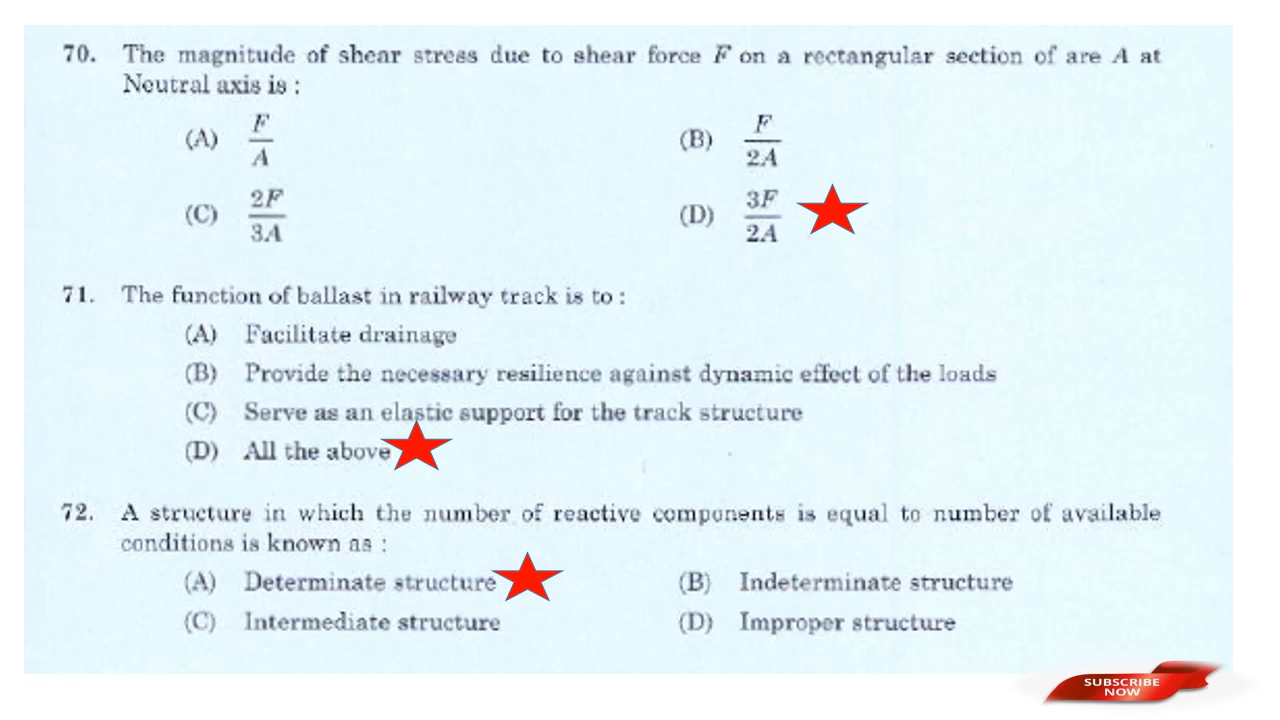 70. The magnitude of shear stress due to shear force F on a rectangular section of are A at
Neutral axis is :
(A) F/A (B) F/2A
(C) 2F/3A (D) 3F/2A
71. The function of ballast in railway track is to :
(A) Facilitate drainage
(B) Provide the necessary resilience against dynamic effect of the loads
(C) Serve as an elastic support for the track structure
(D) All the above
72. A structure in which the number of reactive components is equal to number of available
conditions is known as :
(A) Determinate structure (B) Indeterminate structure
(C) Intermediate structure (D) Improper structure
SUBSCRIBE
NOW